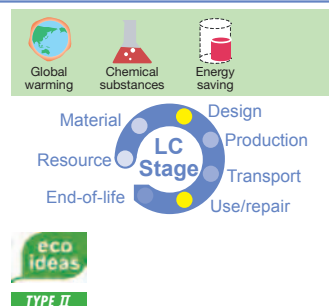 Global
warming
Chemical
substances
Energy
saving
Design
Material
Production
LC
Stage
Resource
Transport
End-of-life
Use/repair
eco
ideas
TYPE II